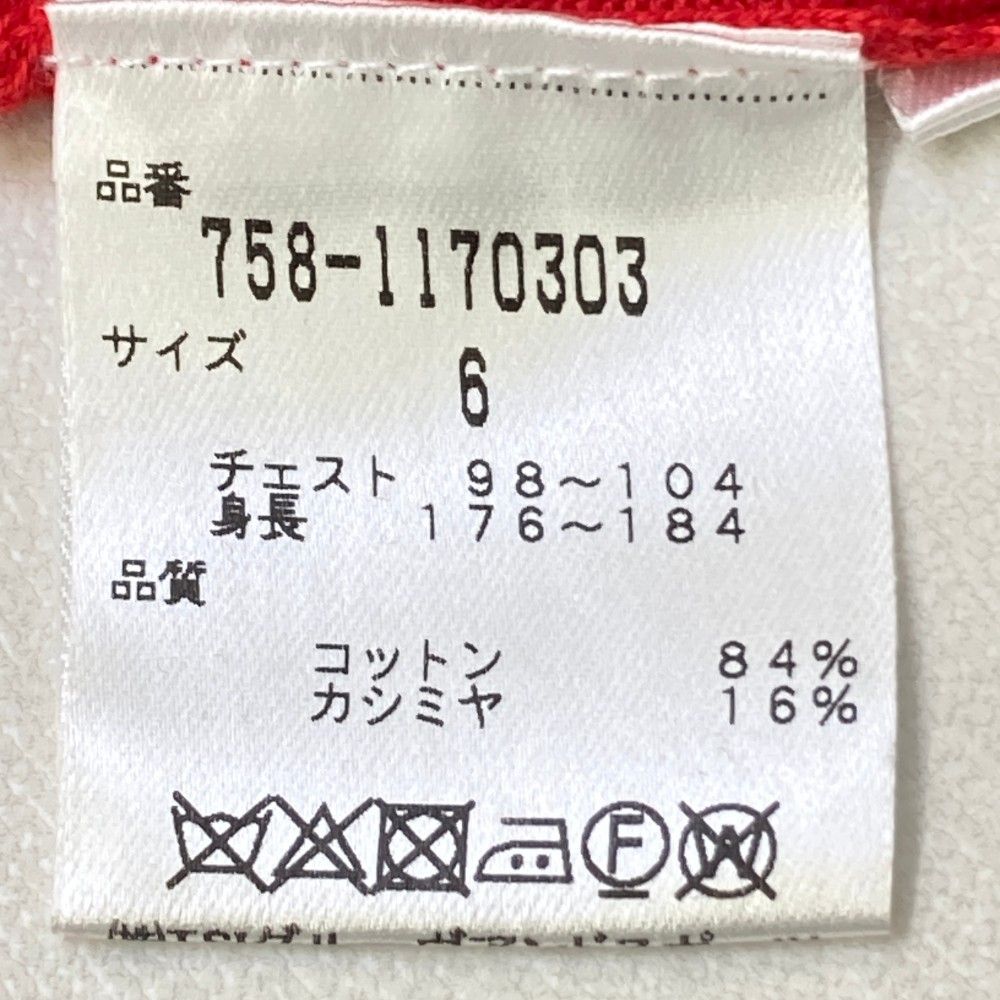 品番
758-1170303
サイズ
6
チェスト 98～104
身長 176～184
品質
コットン 84%
カシミヤ 16%
F
W